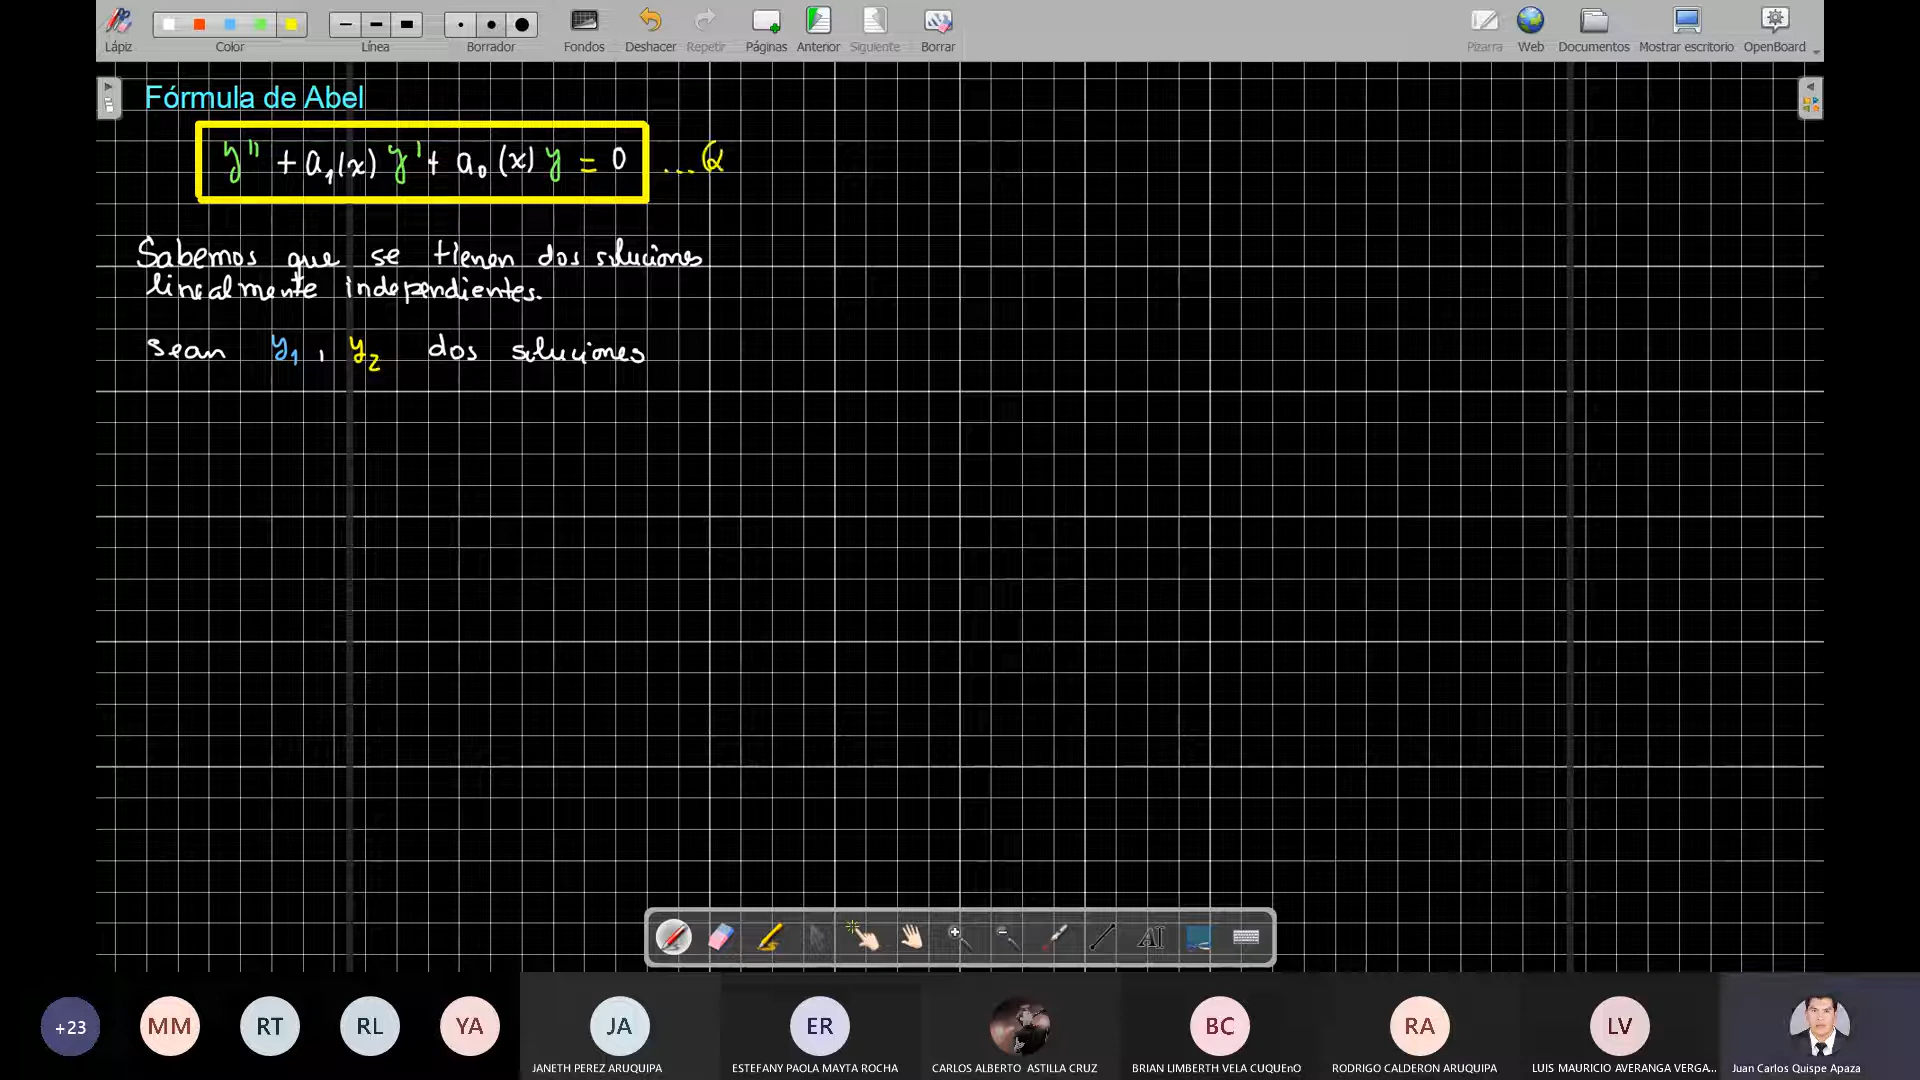 Lápiz Color Línea Borrador Fondos Deshacer Repetir Páginas Anterior Siguiente Borrar Pizarra Web Documentos Mostrar escritorio OpenBoard
Fórmula de Abel
y'' + a₁(x) y' + a₀(x) y = 0 ...(α
Sabemos que se tienen dos soluciones
linealmente independientes.
sean y₁, y₂ dos soluciones
AI
+23 MM RT RL YA JA ER BC RA LV
JANETH PEREZ ARUQUIPA ESTEFANY PAOLA MAYTA ROCHA CARLOS ALBERTO ASTILLA CRUZ BRIAN LIMBERTH VELA CUQUEnO RODRIGO CALDERON ARUQUIPA LUIS MAURICIO AVERANGA VERGA... Juan Carlos Quispe Apaza